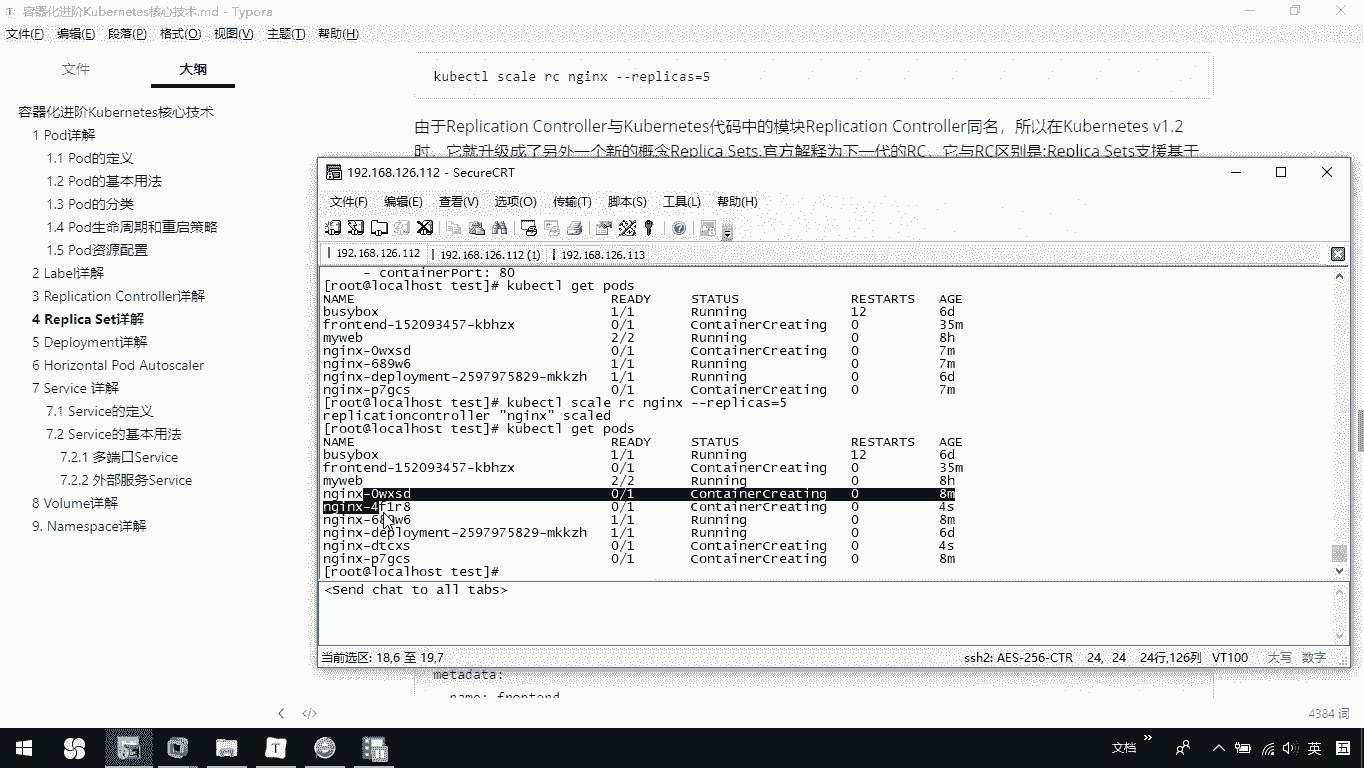 容器化进阶Kubernetes核心技术.md - Typora
文件(F) 编辑(E) 段落(P) 格式(O) 视图(V) 主题(T) 帮助(H)
文件 大纲
容器化进阶Kubernetes核心技术
1 Pod详解
1.1 Pod的定义
1.2 Pod的基本用法
1.3 Pod的分类
1.4 Pod生命周期和重启策略
1.5 Pod资源配置
2 Label详解
3 Replication Controller详解
4 Replica Set详解
5 Deployment详解
6 Horizontal Pod Autoscaler
7 Service 详解
7.1 Service的定义
7.2 Service的基本用法
7.2.1 多端口Service
7.2.2 外部服务Service
8 Volume详解
9. Namespace详解
kubectl scale rc nginx --replicas=5
由于Replication Controller与Kubernetes代码中的模块Replication Controller同名，所以在Kubernetes v1.2
时，它就升级成了另外一个新的概念Replica Sets,官方解释为下一代的RC，它与RC区别是:Replica Sets支援基于
192.168.126.112 - SecureCRT
文件(F) 编辑(E) 查看(V) 选项(O) 传输(T) 脚本(S) 工具(L) 帮助(H)
192.168.126.112 192.168.126.112 (1) 192.168.126.113
- containerPort: 80
[root@localhost test]# kubectl get pods
NAME READY STATUS RESTARTS AGE
busybox 1/1 Running 12 6d
frontend-152093457-kbhzx 0/1 ContainerCreating 0 35m
myweb 2/2 Running 0 8h
nginx-0wxsd 0/1 ContainerCreating 0 7m
nginx-689w6 1/1 Running 0 7m
nginx-deployment-2597975829-mkkzh 1/1 Running 0 6d
nginx-p7gcs 0/1 ContainerCreating 0 7m
[root@localhost test]# kubectl scale rc nginx --replicas=5
replicationcontroller "nginx" scaled
[root@localhost test]# kubectl get pods
NAME READY STATUS RESTARTS AGE
busybox 1/1 Running 12 6d
frontend-152093457-kbhzx 0/1 ContainerCreating 0 35m
myweb 2/2 Running 0 8h
nginx-0wxsd 0/1 ContainerCreating 0 8m
nginx-4f1r8 0/1 ContainerCreating 0 4s
nginx-689w6 1/1 Running 0 8m
nginx-deployment-2597975829-mkkzh 1/1 Running 0 6d
nginx-dtcxs 0/1 ContainerCreating 0 4s
nginx-p7gcs 0/1 ContainerCreating 0 8m
[root@localhost test]#
<Send chat to all tabs>
当前选区: 18,6 至 19,7 ssh2: AES-256-CTR 24, 24 24行,126列 VT100 大写 数字
metadata:
name: frontend
4384 词
文档 英 五